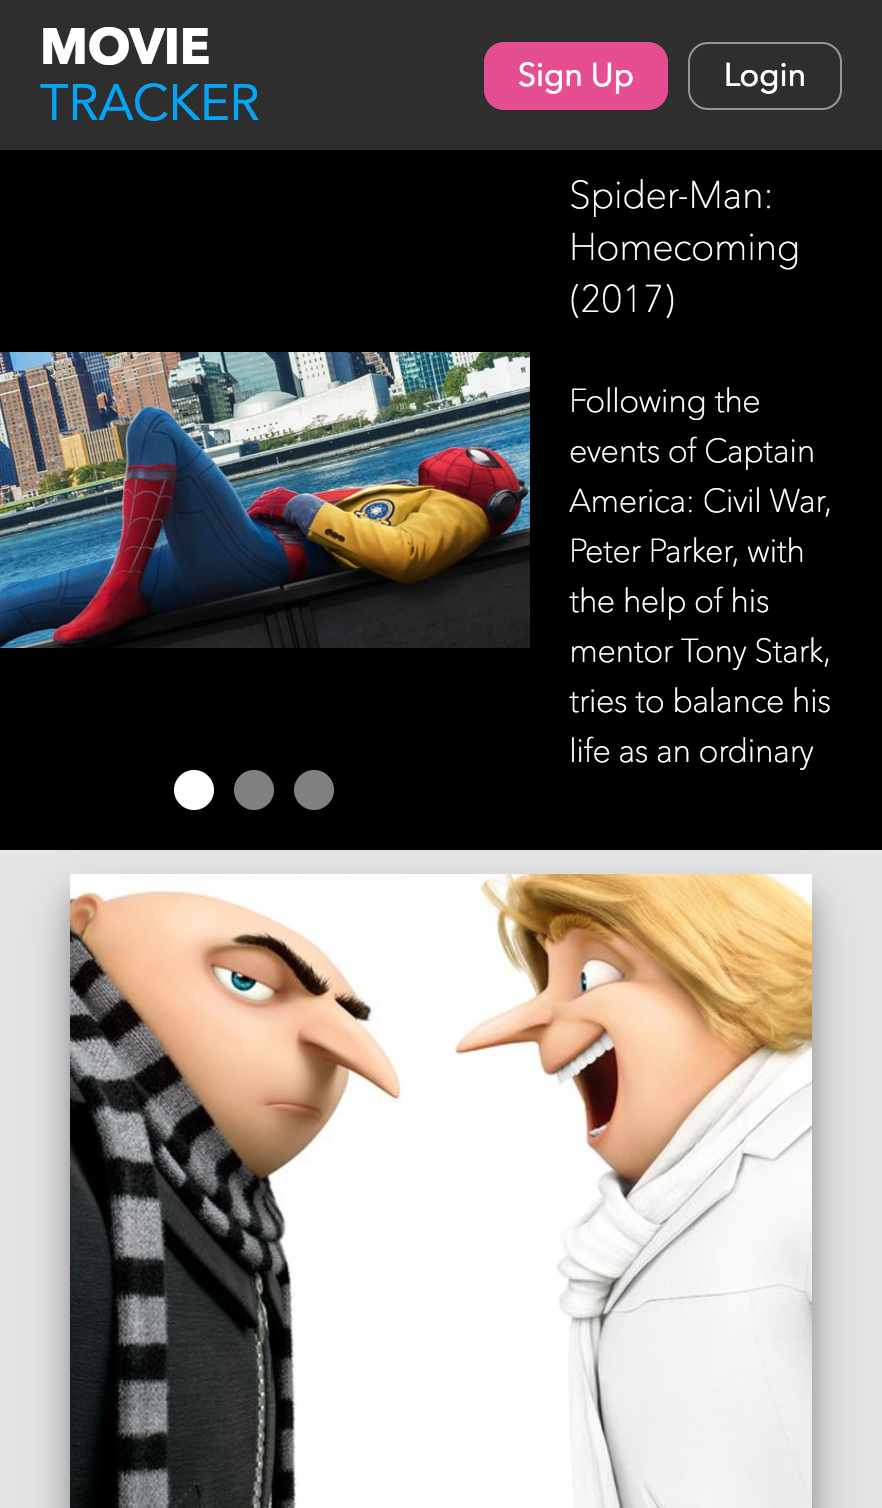 MOVIE
TRACKER
Sign Up
Login
Spider-Man:
Homecoming
(2017)
Following the
events of Captain
America: Civil War,
Peter Parker, with
the help of his
mentor Tony Stark,
tries to balance his
life as an ordinary